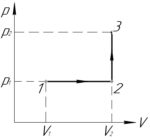 p
p₂ 3
p₁ 1 2
V₁ V₂ V